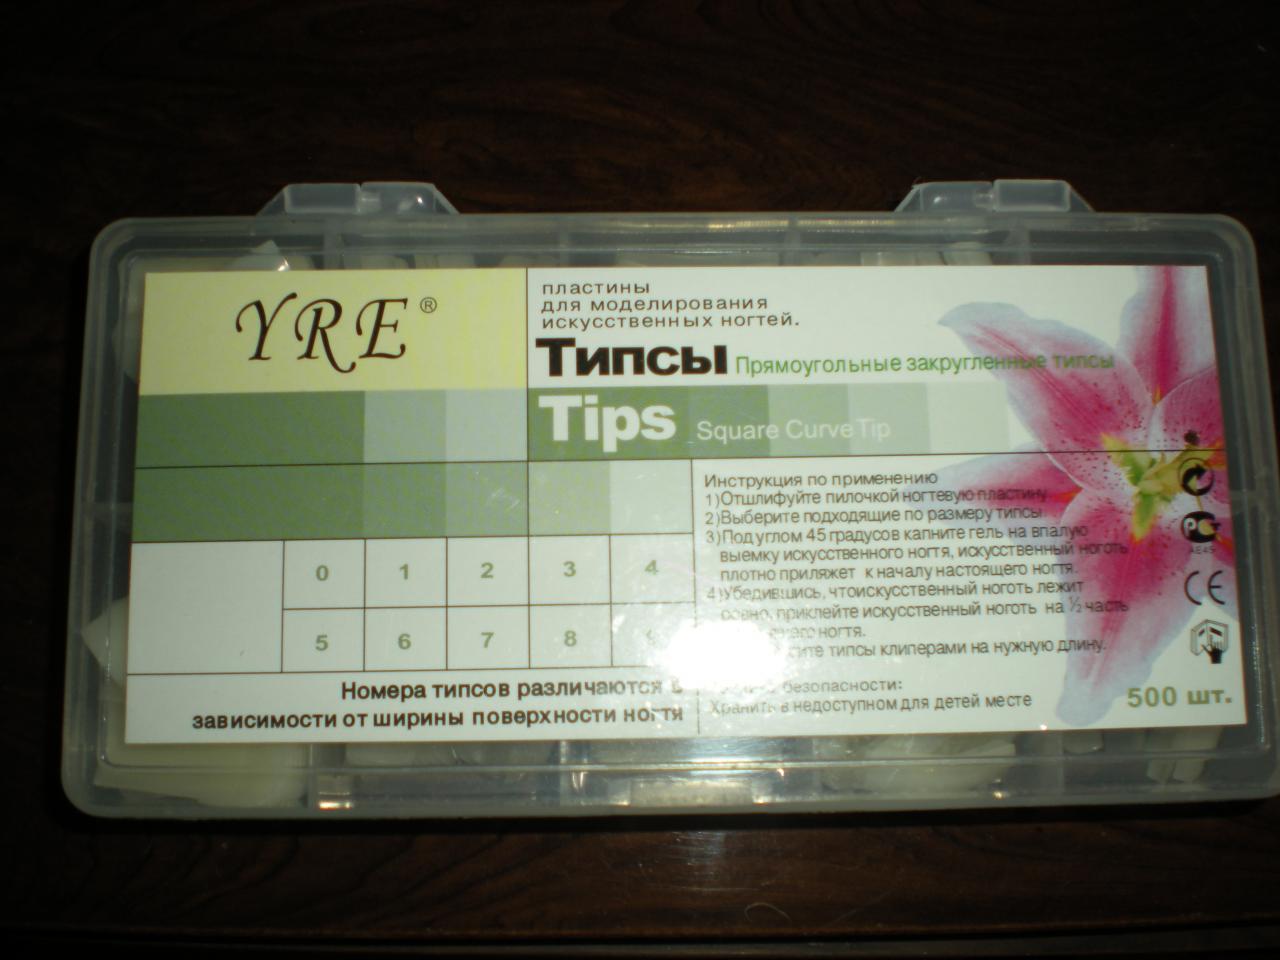 YRE®
пластины
для моделирования
искусственных ногтей.
Типсы Прямоугольные закругленные типсы
Tips Square Curve Tip
0 1 2 3 4
5 6 7 8
Номера типсов различаются в
зависимости от ширины поверхности ногтя
Инструкция по применению
1)Отшлифуйте пилочкой ногтевую пластину
2)Выберите подходящие по размеру типсы
3)Под углом 45 градусов капните гель на впалую
выемку искусственного ногтя, искусственный ноготь
плотно приляжет к началу настоящего ногтя.
4)Убедившись, чтоискусственный ноготь лежит
ровно, приклейте искусственный ноготь на ½ часть
ногтя.
типсы клиперами на нужную длину.
безопасности:
Хранить в недоступном для детей месте
РСТ
АЕ45
CE
500 шт.